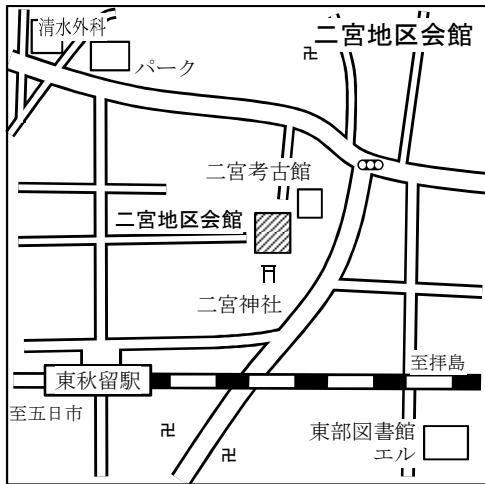 清水外科
二宮地区会館
パーク
二宮考古館
二宮地区会館
二宮神社
至拝島
東秋留駅
至五日市
東部図書館
エル